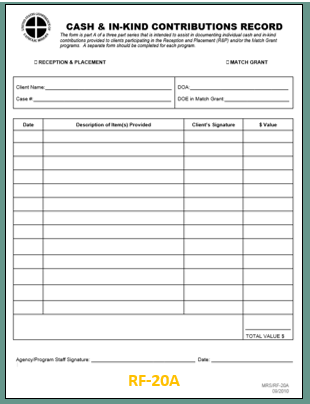 CASH & IN-KIND CONTRIBUTIONS RECORD
The form is part A of a three part series that is intended to assist in documenting individual cash and in-kind
contributions provided to clients participating in the Reception and Placement (R&P) and/or the Match Grant
programs. A separate form should be completed for each program.
□ RECEPTION & PLACEMENT □ MATCH GRANT
Client Name: DOA:
Case #: DOE in Match Grant:
Date Description of Item(s) Provided Client's Signature $ Value
TOTAL VALUE $
Agency/Program Staff Signature: Date:
RF-20A
MRS/RF-20A
09/2010